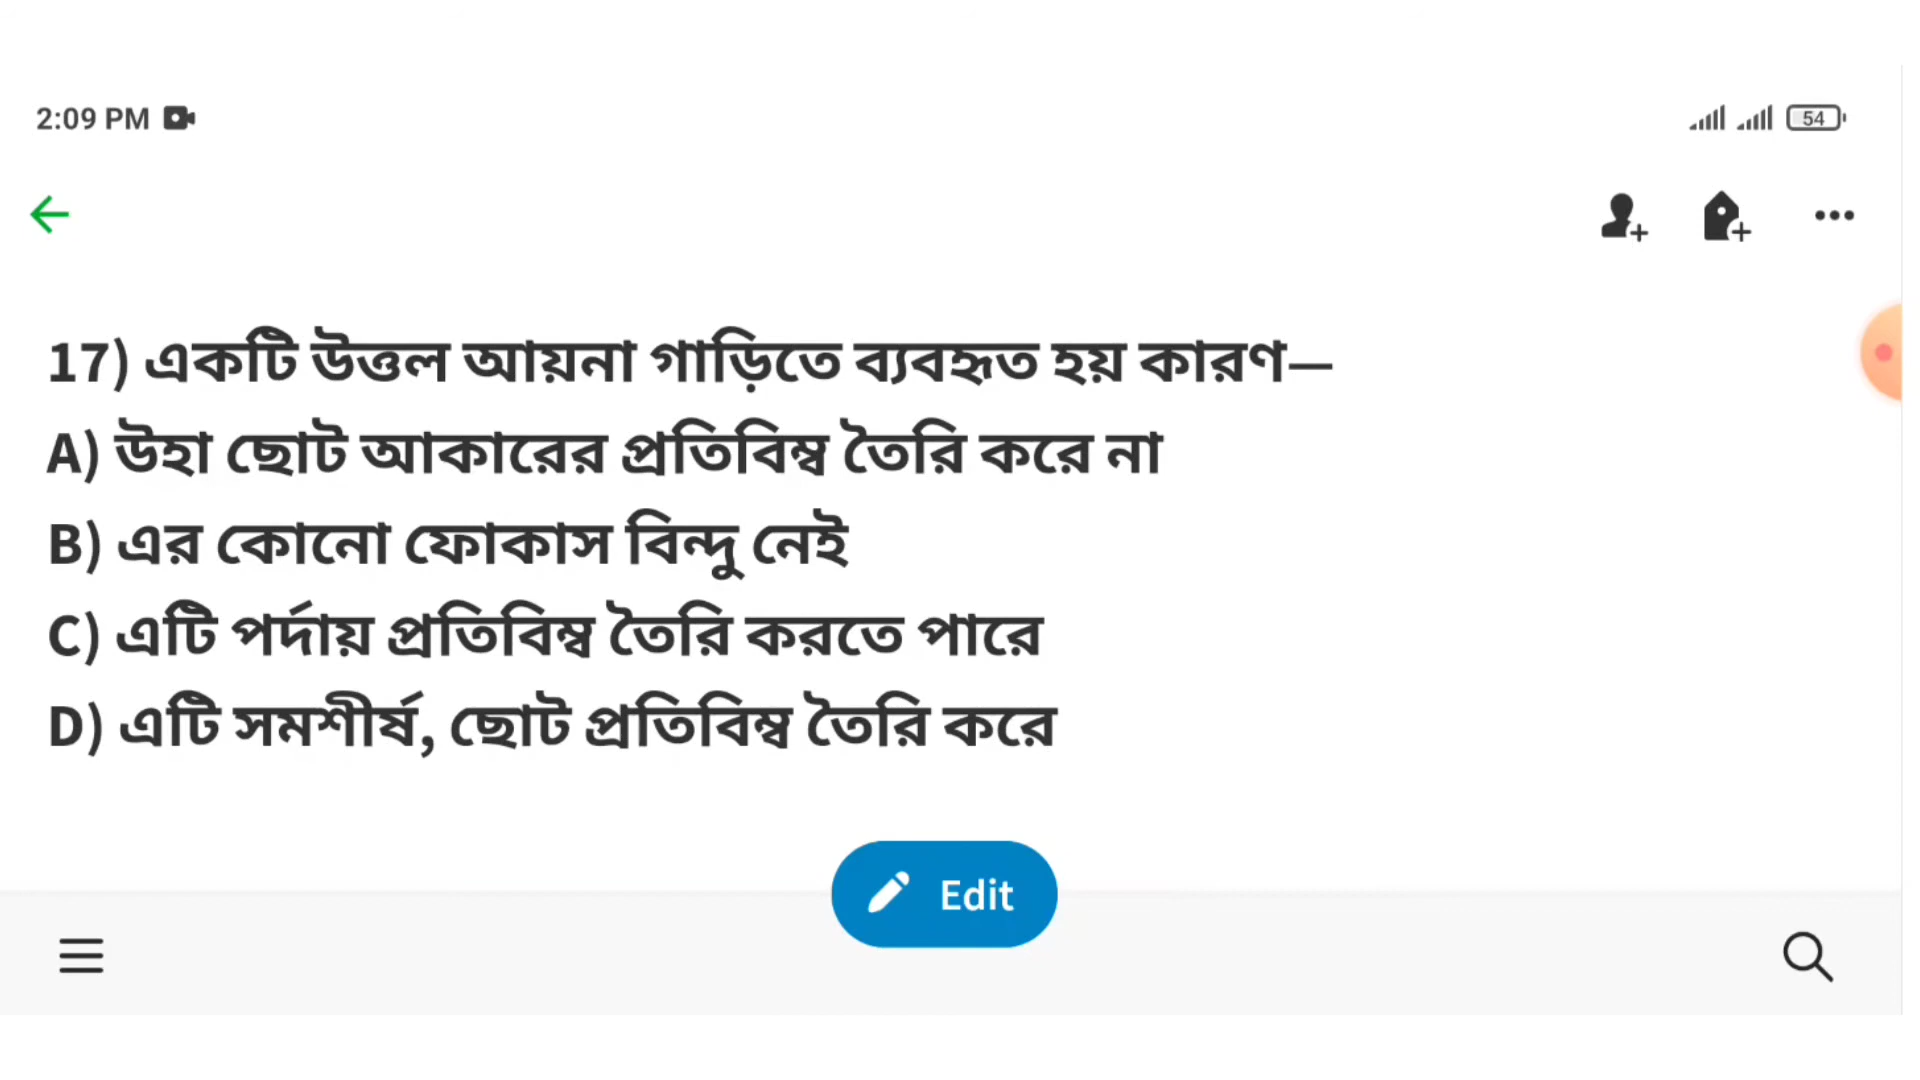 2:09 PM
54
17) একটি উত্তল আয়না গাড়িতে ব্যবহৃত হয় কারণ—
A) উহা ছোট আকারের প্রতিবিম্ব তৈরি করে না
B) এর কোনো ফোকাস বিন্দু নেই
C) এটি পর্দায় প্রতিবিম্ব তৈরি করতে পারে
D) এটি সমশীর্ষ, ছোট প্রতিবিম্ব তৈরি করে
Edit